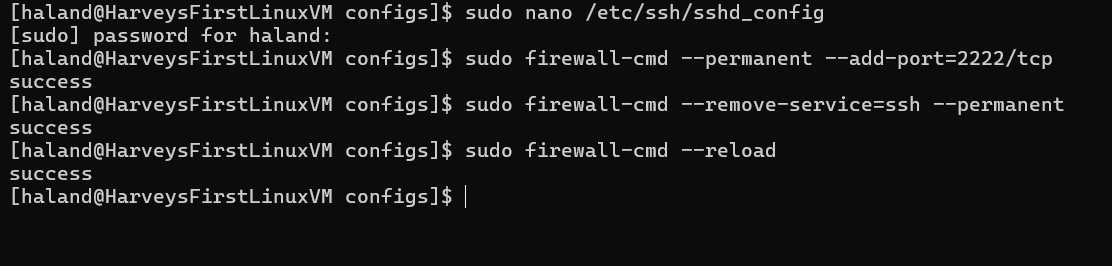 [haland@HarveysFirstLinuxVM configs]$ sudo nano /etc/ssh/sshd_config
[sudo] password for haland:
[haland@HarveysFirstLinuxVM configs]$ sudo firewall-cmd --permanent --add-port=2222/tcp
success
[haland@HarveysFirstLinuxVM configs]$ sudo firewall-cmd --remove-service=ssh --permanent
success
[haland@HarveysFirstLinuxVM configs]$ sudo firewall-cmd --reload
success
[haland@HarveysFirstLinuxVM configs]$